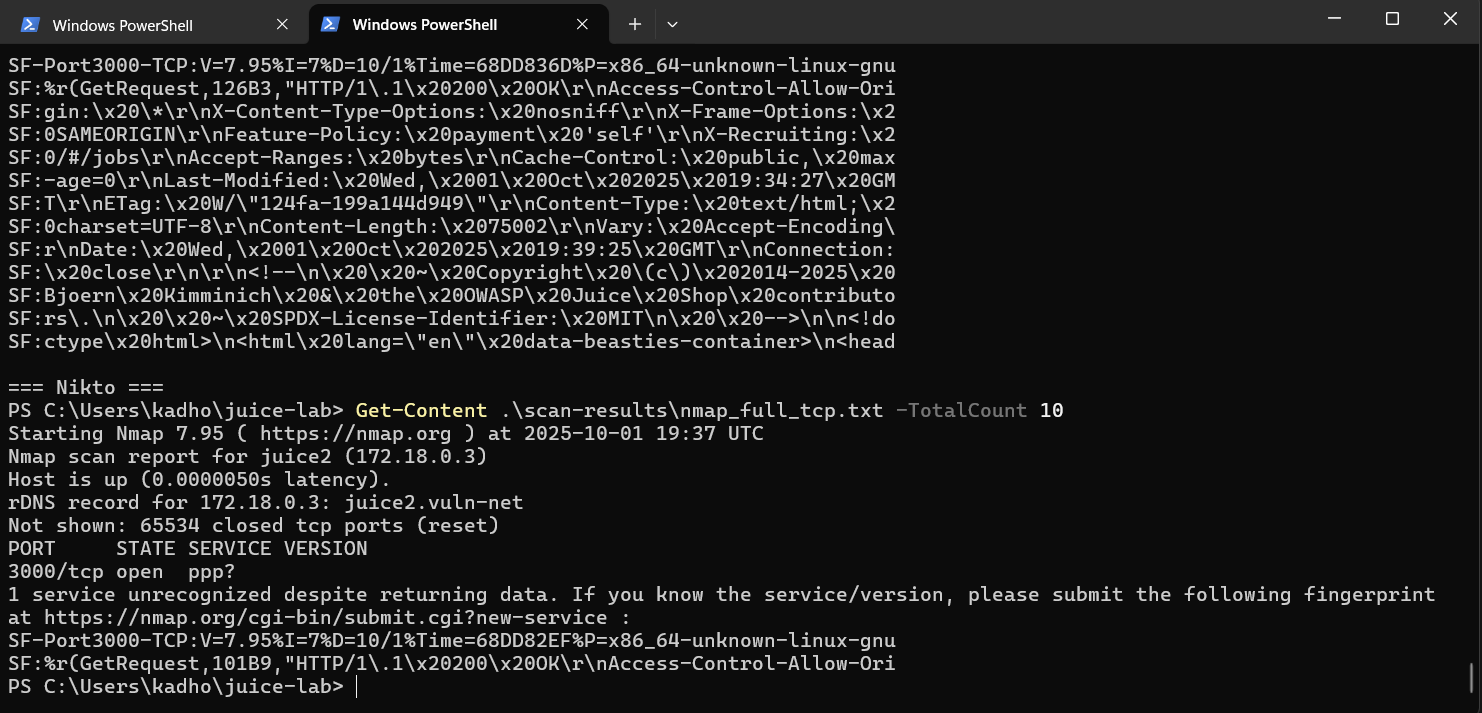 Windows PowerShell
Windows PowerShell
SF-Port3000-TCP:V=7.95%I=7%D=10/1%Time=68DD836D%P=x86_64-unknown-linux-gnu
SF:%r(GetRequest,126B3,"HTTP/1\.1\x20200\x20OK\r\nAccess-Control-Allow-Ori
SF:gin:\x20\*\r\nX-Content-Type-Options:\x20nosniff\r\nX-Frame-Options:\x2
SF:0SAMEORIGIN\r\nFeature-Policy:\x20payment\x20'self'\r\nX-Recruiting:\x2
SF:0/#/jobs\r\nAccept-Ranges:\x20bytes\r\nCache-Control:\x20public,\x20max
SF:-age=0\r\nLast-Modified:\x20Wed,\x2001\x20Oct\x202025\x2019:34:27\x20GM
SF:T\r\nETag:\x20W/\"124fa-199a144d949\"\r\nContent-Type:\x20text/html;\x2
SF:0charset=UTF-8\r\nContent-Length:\x2075002\r\nVary:\x20Accept-Encoding\
SF:r\nDate:\x20Wed,\x2001\x20Oct\x202025\x2019:39:25\x20GMT\r\nConnection:
SF:\x20close\r\n\r\n<!--\n\x20\x20~\x20Copyright\x20\(c\)\x202014-2025\x20
SF:Bjoern\x20Kimminich\x20&\x20the\x20OWASP\x20Juice\x20Shop\x20contributo
SF:rs\.\n\x20\x20~\x20SPDX-License-Identifier:\x20MIT\n\x20\x20-->\n\n<!do
SF:ctype\x20html>\n<html\x20lang=\"en\"\x20data-beasties-container>\n<head
=== Nikto ===
PS C:\Users\kadho\juice-lab> Get-Content .\scan-results\nmap_full_tcp.txt -TotalCount 10
Starting Nmap 7.95 ( https://nmap.org ) at 2025-10-01 19:37 UTC
Nmap scan report for juice2 (172.18.0.3)
Host is up (0.0000050s latency).
rDNS record for 172.18.0.3: juice2.vuln-net
Not shown: 65534 closed tcp ports (reset)
PORT     STATE SERVICE VERSION
3000/tcp open  ppp?
1 service unrecognized despite returning data. If you know the service/version, please submit the following fingerprint
at https://nmap.org/cgi-bin/submit.cgi?new-service :
SF-Port3000-TCP:V=7.95%I=7%D=10/1%Time=68DD82EF%P=x86_64-unknown-linux-gnu
SF:%r(GetRequest,101B9,"HTTP/1\.1\x20200\x20OK\r\nAccess-Control-Allow-Ori
PS C:\Users\kadho\juice-lab>